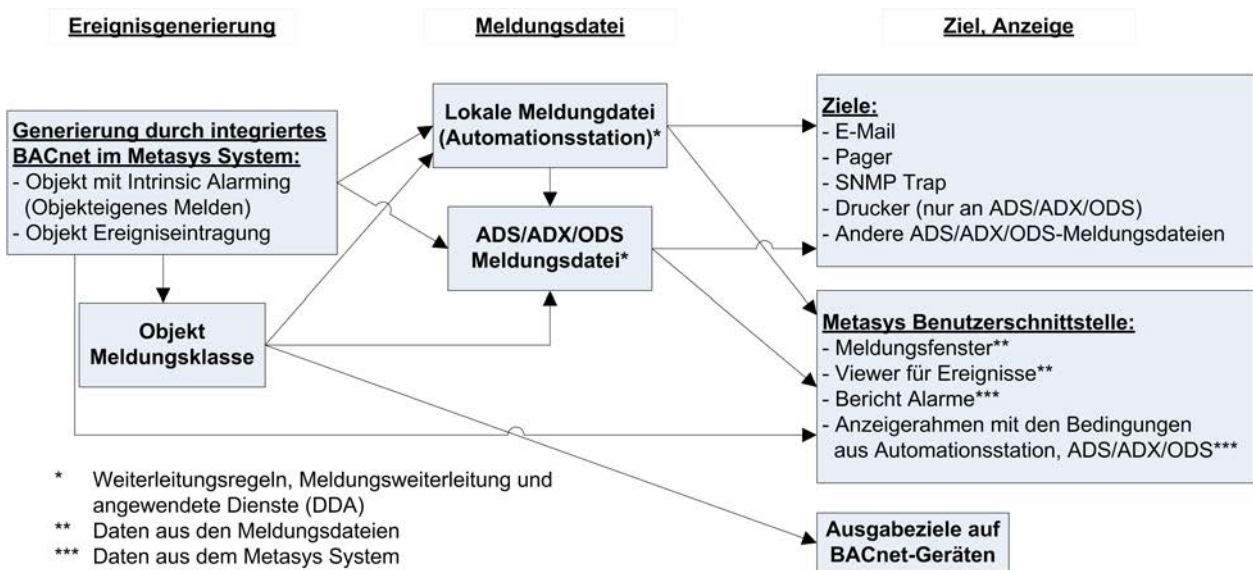 Ereignisgenerierung
Meldungsdatei
Ziel, Anzeige
Generierung durch integriertes
BACnet im Metasys System:
- Objekt mit Intrinsic Alarming
(Objekteigenes Melden)
- Objekt Ereigniseintragung
Objekt
Meldungsklasse
Lokale Meldungdatei
(Automationsstation)*
ADS/ADX/ODS
Meldungsdatei*
Ziele:
- E-Mail
- Pager
- SNMP Trap
- Drucker (nur an ADS/ADX/ODS)
- Andere ADS/ADX/ODS-Meldungsdateien
Metasys Benutzerschnittstelle:
- Meldungsfenster**
- Viewer für Ereignisse**
- Bericht Alarme***
- Anzeigerahmen mit den Bedingungen
aus Automationsstation, ADS/ADX/ODS***
Ausgabeziele auf
BACnet-Geräten
* Weiterleitungsregeln, Meldungsweiterleitung und
angewendete Dienste (DDA)
** Daten aus den Meldungsdateien
*** Daten aus dem Metasys System